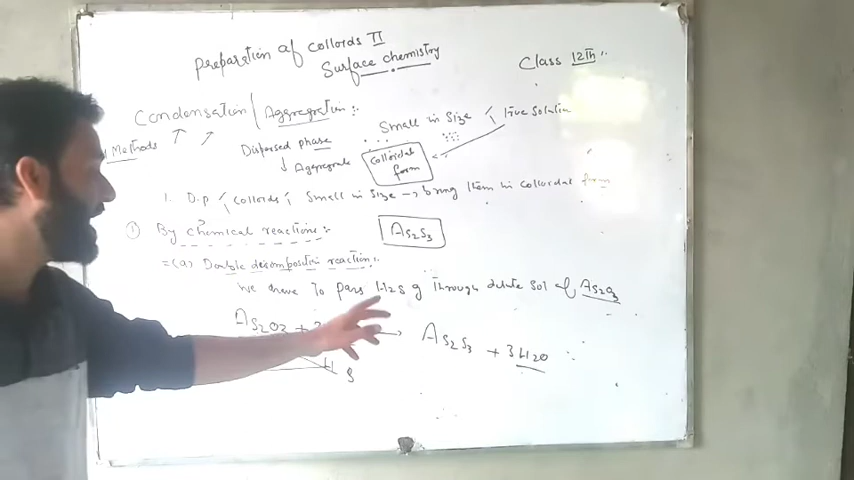 Preparation of colloids II
Surface chemistry
Class 12th
Condensation / Aggregation :-
Methods
Dispersed phase
↓ Aggregate
Small in Size
True Solution
colloidal form
1. D.p colloids Small in Size → bring them in colloidal form
① By chemical reactions :-
As2S3
=(a) Double decomposition reaction :-
We have To pass H2S g Through dilute sol of As2O3
As2O3 + 3 → As2S3 + 3H2O
H
S